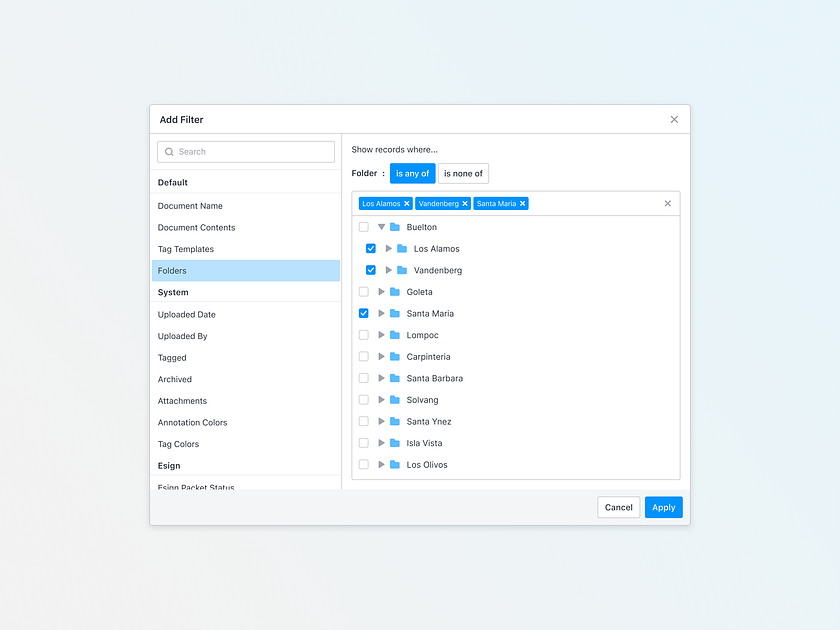 Add Filter
Search
Default
Document Name
Document Contents
Tag Templates
Folders
System
Uploaded Date
Uploaded By
Tagged
Archived
Attachments
Annotation Colors
Tag Colors
Esign
Esign Packet Status
Show records where...
Folder : is any of is none of
Los Alamos Vandenberg Santa Maria
Buelton
Los Alamos
Vandenberg
Goleta
Santa Maria
Lompoc
Carpinteria
Santa Barbara
Solvang
Santa Ynez
Isla Vista
Los Olivos
Cancel Apply